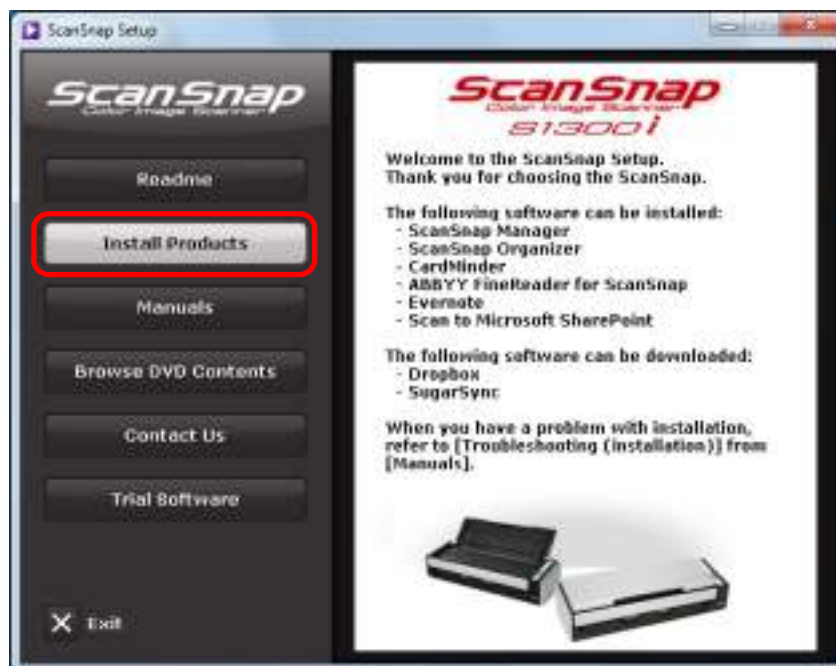 ScanSnap Setup
ScanSnap
Color Image Scanner
Readme
Install Products
Manuals
Browse DVD Contents
Contact Us
Trial Software
Exit
ScanSnap
Color Image Scanner
S1300i
Welcome to the ScanSnap Setup.
Thank you for choosing the ScanSnap.
The following software can be installed:
- ScanSnap Manager
- ScanSnap Organizer
- CardMinder
- ABBYY FineReader for ScanSnap
- Evernote
- Scan to Microsoft SharePoint
The following software can be downloaded:
- Dropbox
- SugarSync
When you have a problem with installation,
refer to [Troubleshooting (installation)] from
[Manuals].